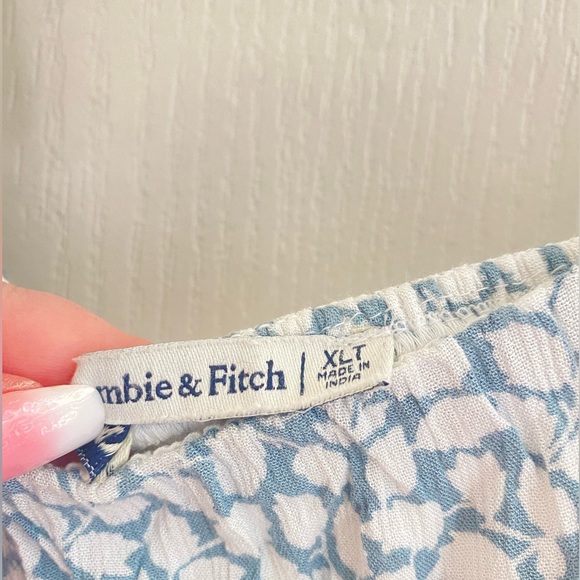 mbie & Fitch
XLT
MADE IN
INDIA